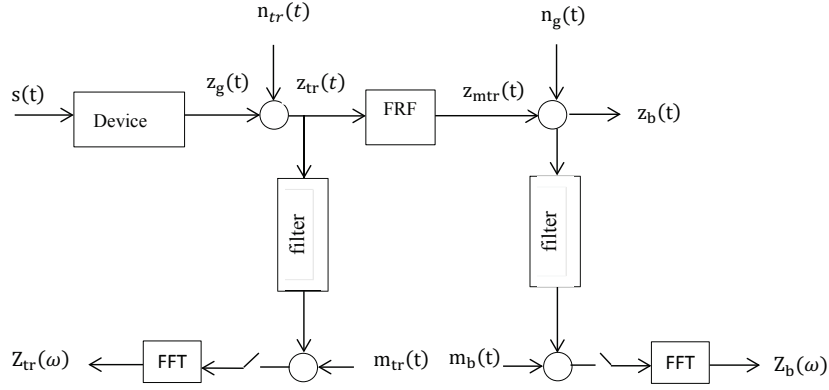 n_tr(t)
n_g(t)
s(t)
Device
z_g(t)
z_tr(t)
FRF
z_mtr(t)
z_b(t)
filter
filter
Z_tr(ω)
FFT
m_tr(t)
m_b(t)
FFT
Z_b(ω)